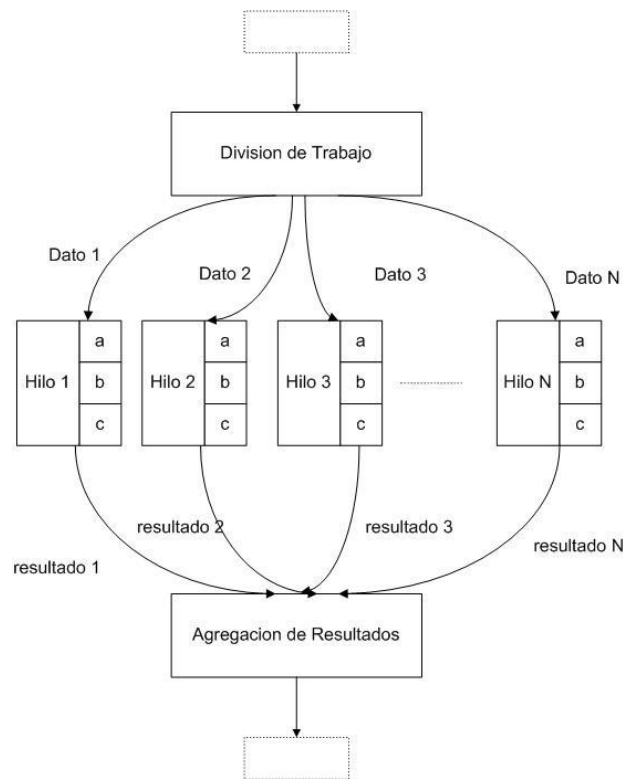 Division de Trabajo
Dato 1
Dato 2
Dato 3
Dato N
Hilo 1
a
b
c
Hilo 2
a
b
c
Hilo 3
a
b
c
Hilo N
a
b
c
resultado 1
resultado 2
resultado 3
resultado N
Agregacion de Resultados